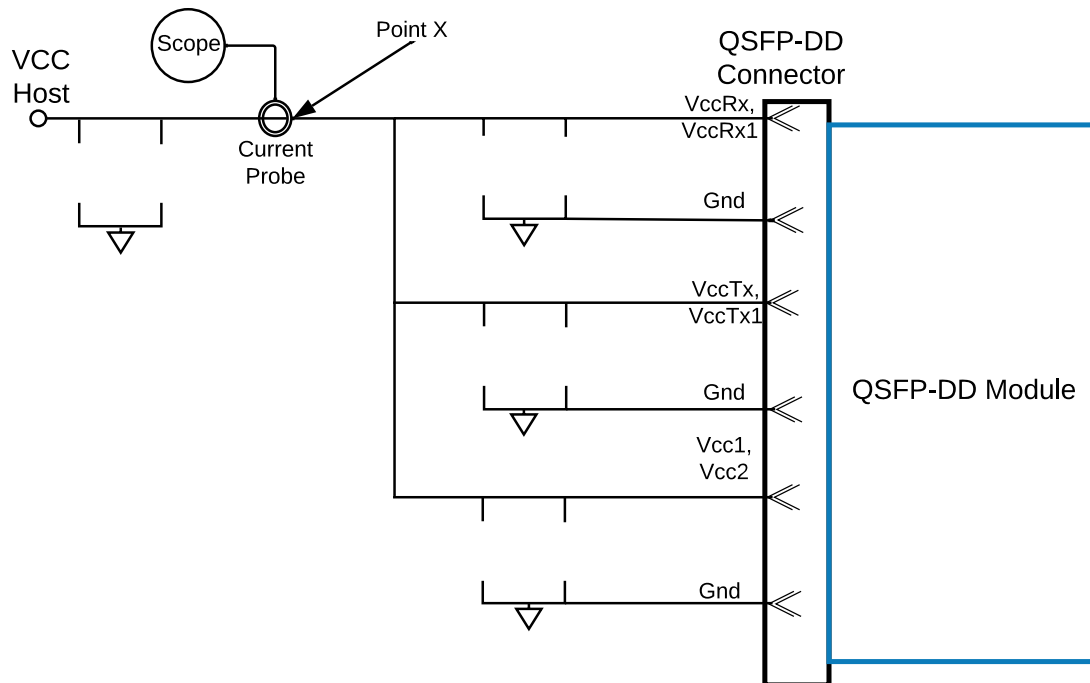 Point X
Scope
VCC
Host
Current
Probe
QSFP-DD
Connector
VccRx,
VccRx1
Gnd
VccTx,
VccTx1
Gnd
Vcc1,
Vcc2
Gnd
QSFP-DD Module